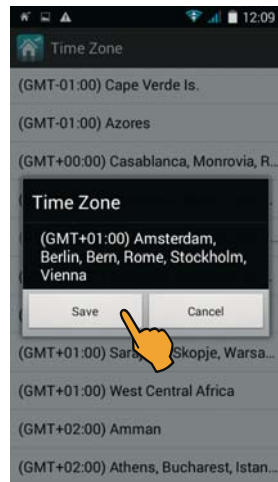 12:09
Time Zone
(GMT-01:00) Cape Verde Is.
(GMT-01:00) Azores
(GMT+00:00) Casablanca, Monrovia, R...
Time Zone
(GMT+01:00) Amsterdam,
Berlin, Bern, Rome, Stockholm,
Vienna
Save Cancel
(GMT+01:00) Skopje, Warsa...
(GMT+01:00) West Central Africa
(GMT+02:00) Amman
(GMT+02:00) Athens, Bucharest, Istan...